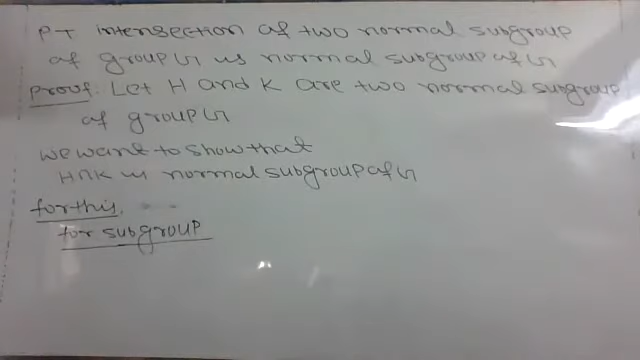 P T intersection of two normal subgroup
of group G is normal subgroup of G
Proof: Let H and K are two normal subgroup
of group G
we want to show that
H∩K is normal subgroup of G
for this,
for subgroup